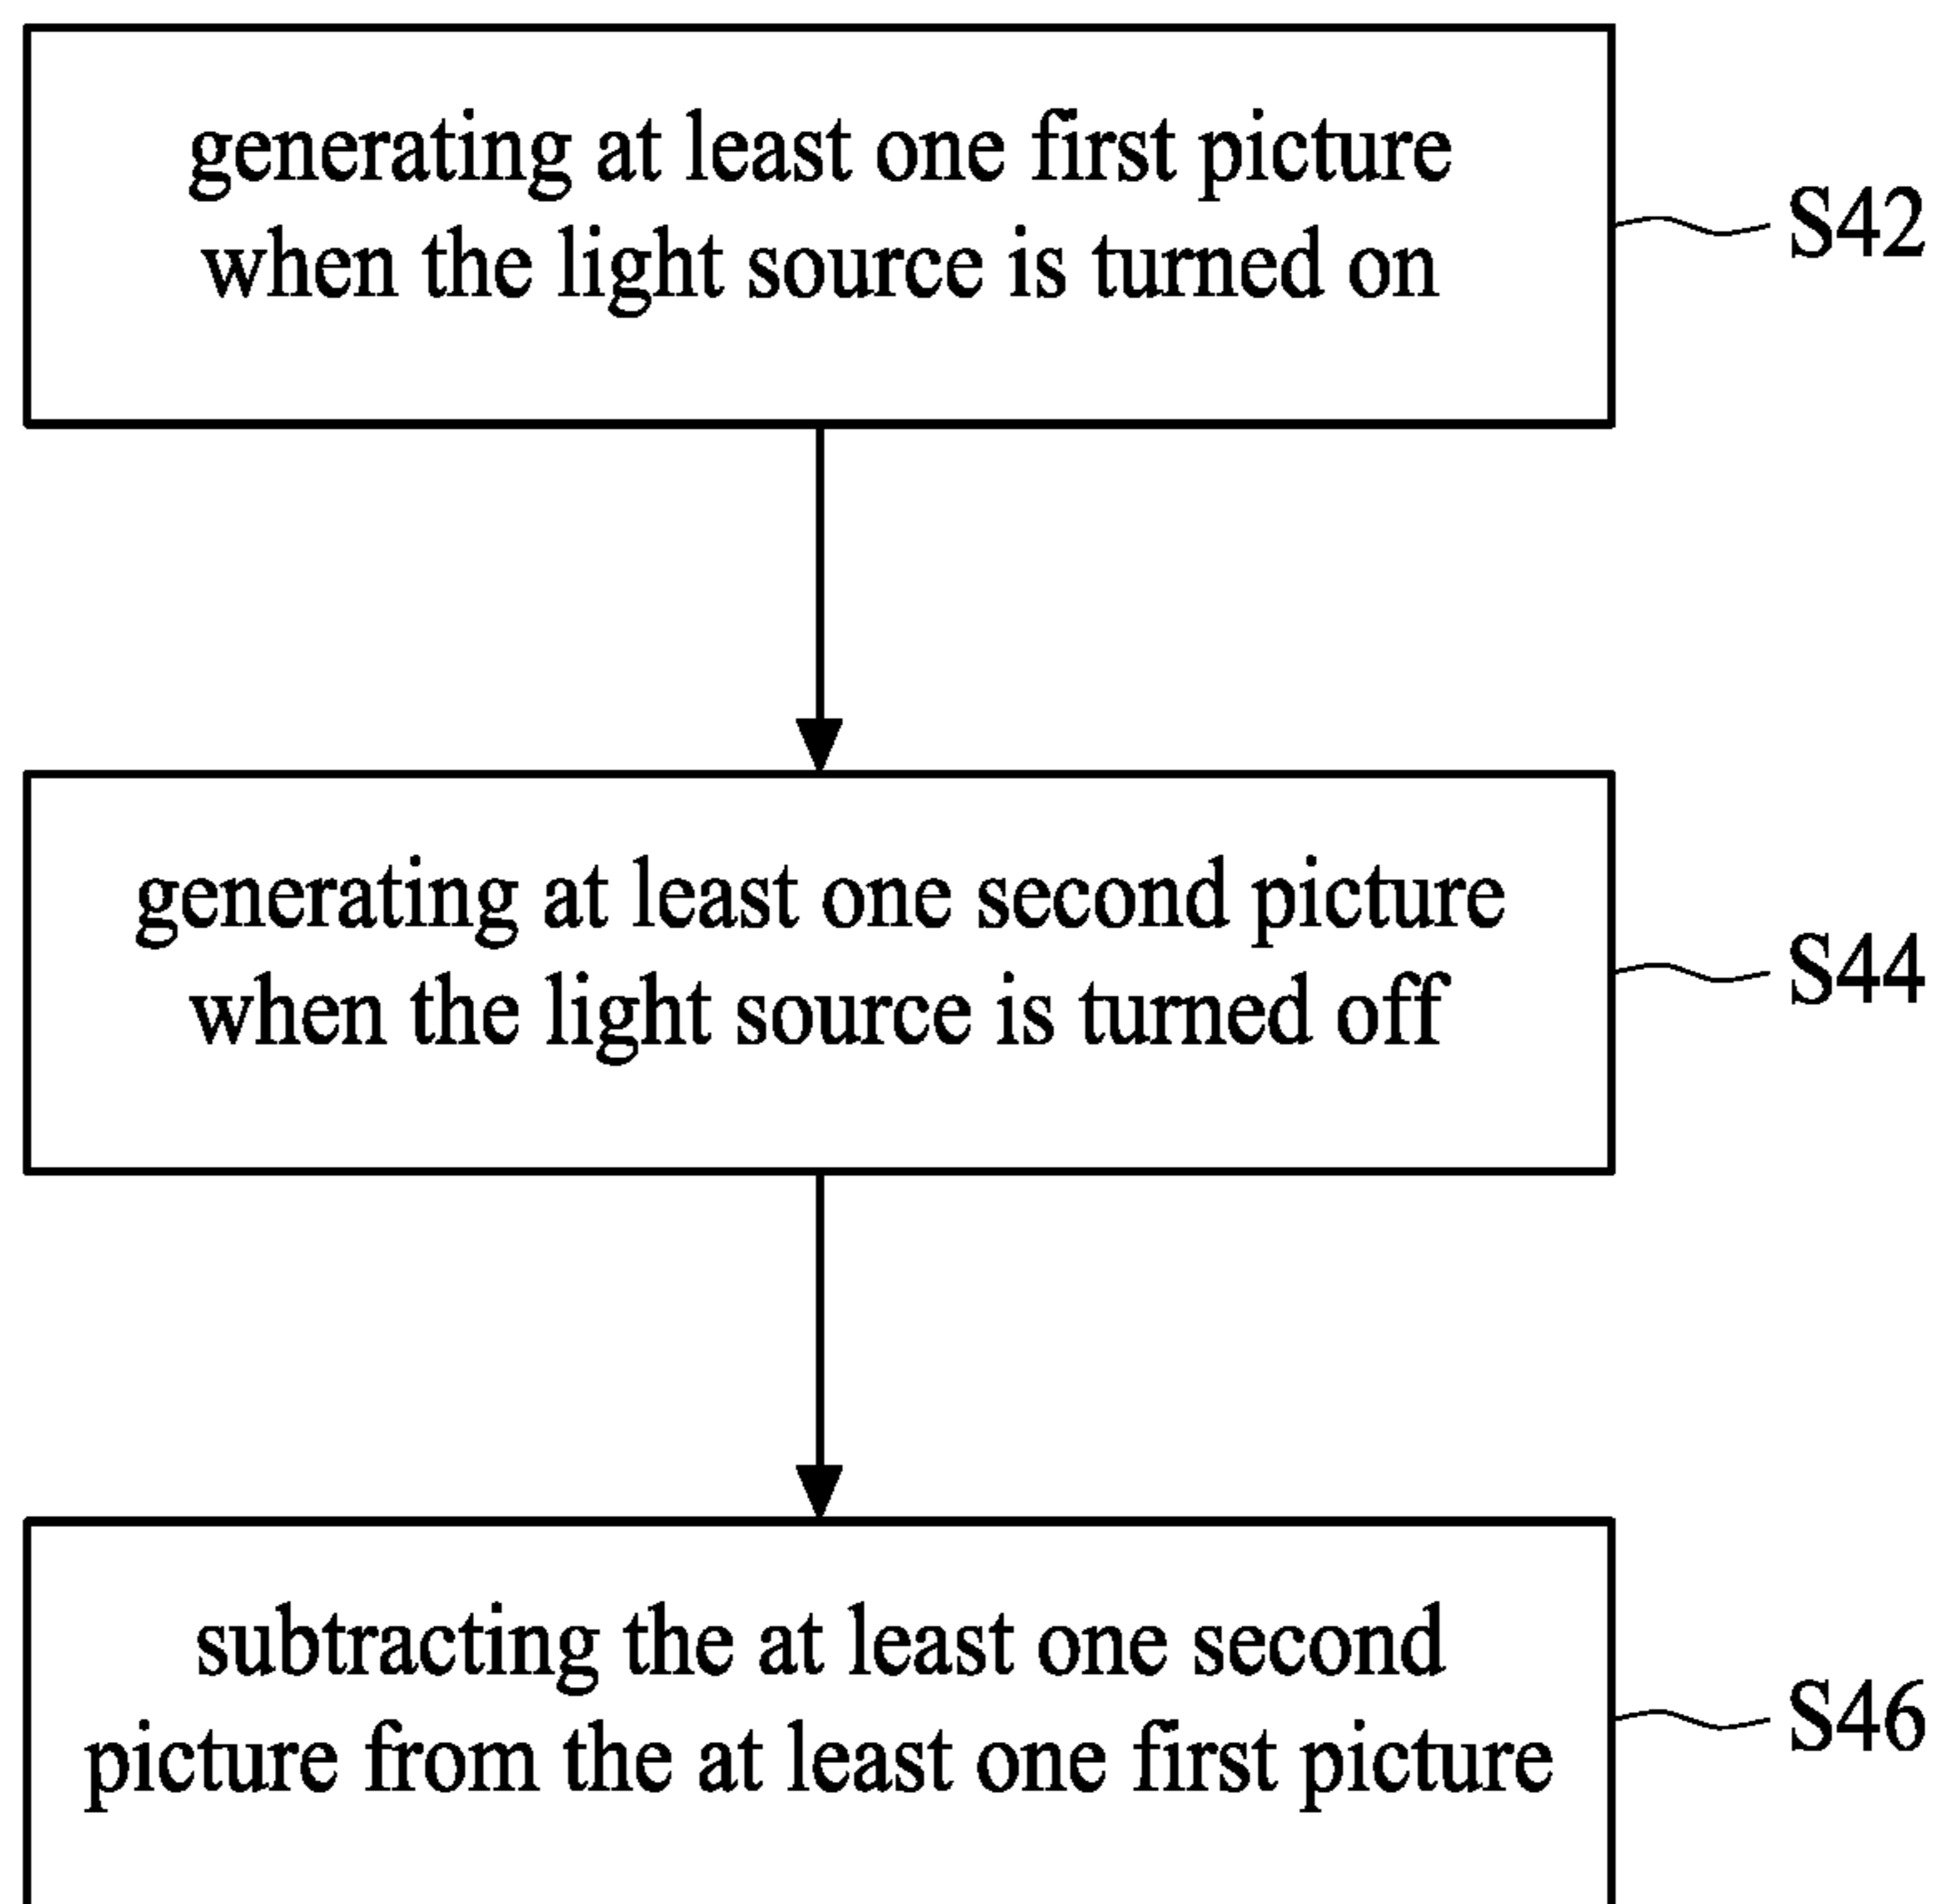 generating at least one first picture
when the light source is turned on
S42
generating at least one second picture
when the light source is turned off
S44
subtracting the at least one second
picture from the at least one first picture
S46